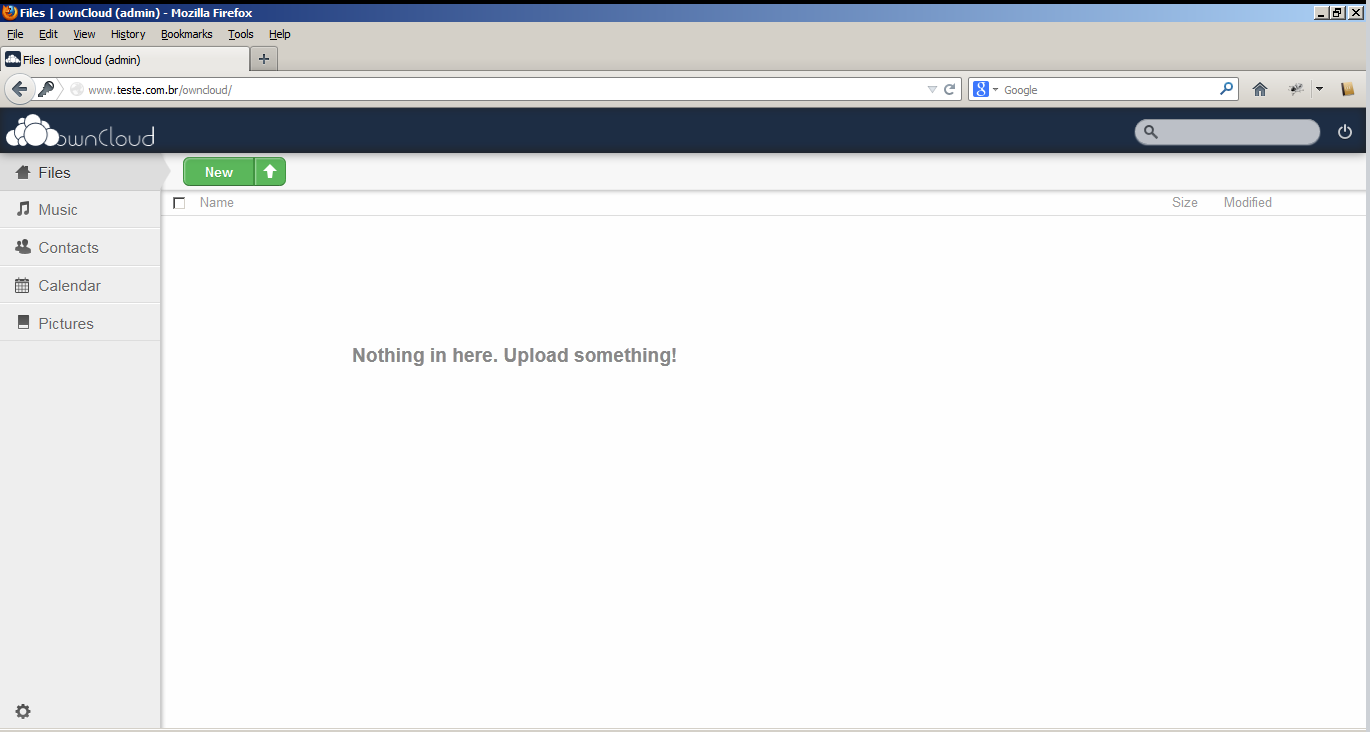 Files | ownCloud (admin) - Mozilla Firefox
File Edit View History Bookmarks Tools Help
Files | ownCloud (admin)
www.teste.com.br/owncloud/
Google
ownCloud
Files
New
Name Size Modified
Music
Contacts
Calendar
Pictures
Nothing in here. Upload something!